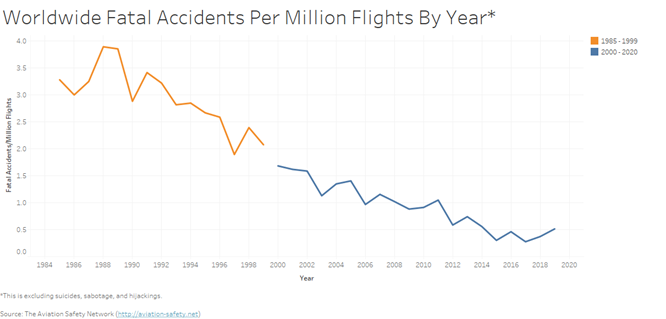 Worldwide Fatal Accidents Per Million Flights By Year*
1985 - 1999
2000 - 2020
4.0
3.5
3.0
2.5
2.0
1.5
1.0
0.5
0.0
Fatal Accidents/Million Flights
1984 1986 1988 1990 1992 1994 1996 1998 2000 2002 2004 2006 2008 2010 2012 2014 2016 2018 2020
Year
*This is excluding suicides, sabotage, and hijackings.
Source: The Aviation Safety Network (http://aviation-safety.net)